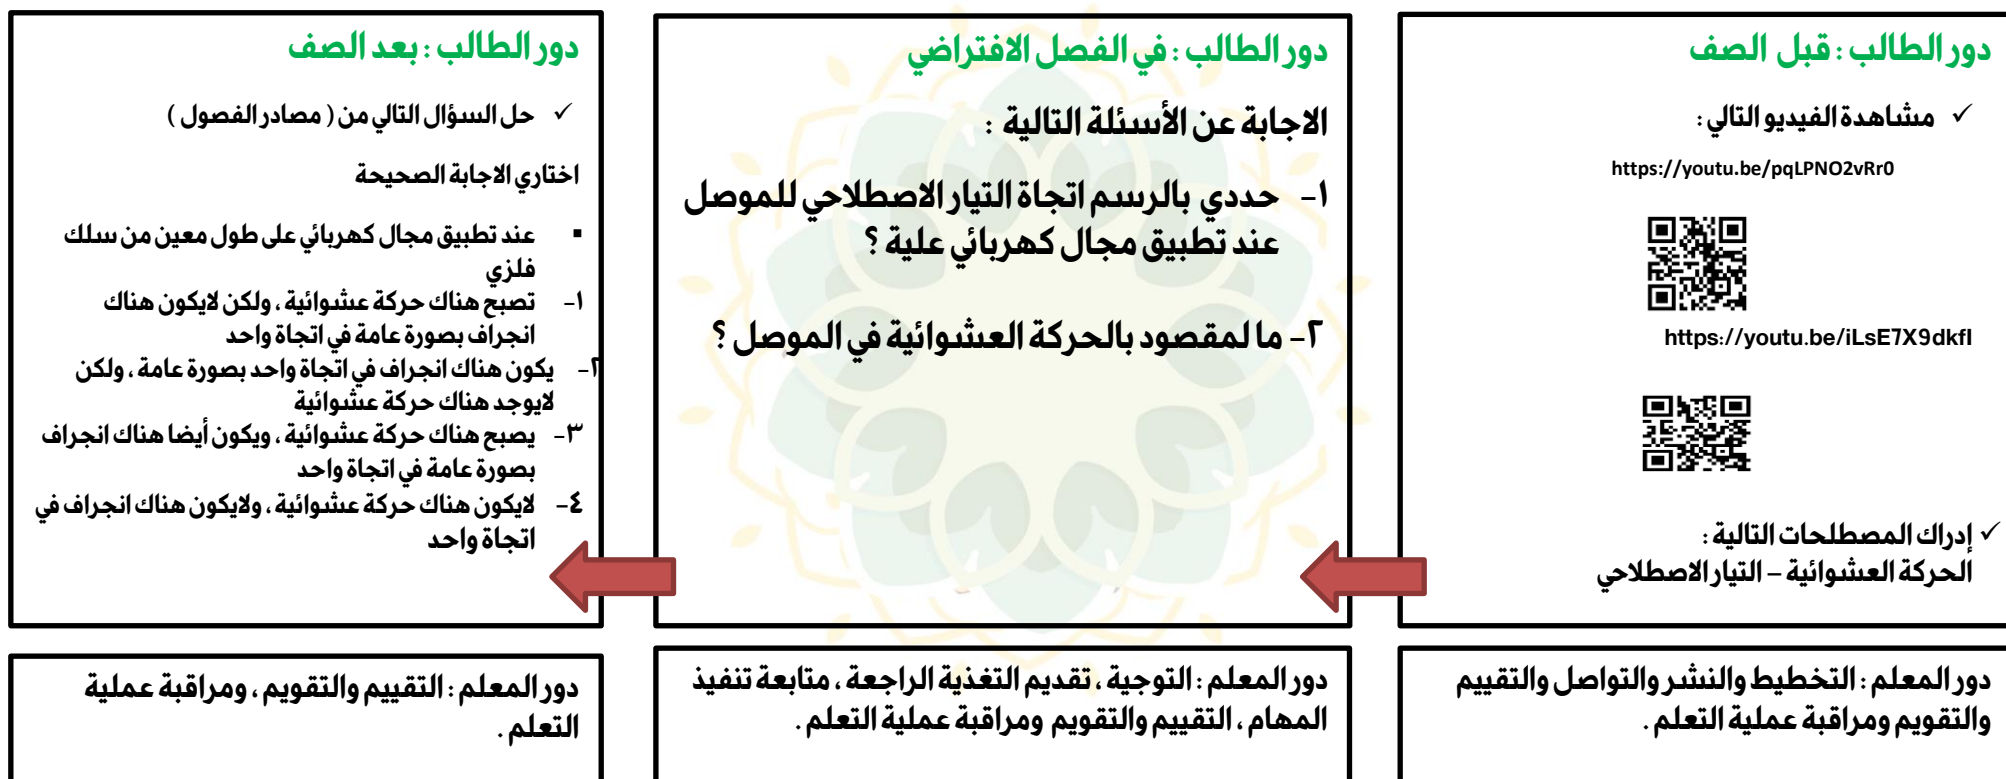 دور الطالب : قبل الصف
✓ مشاهدة الفيديو التالي :
https://youtu.be/pqLPNO2vRr0
https://youtu.be/iLsE7X9dkfI
✓ إدراك المصطلحات التالية :
الحركة العشوائية – التيار الاصطلاحي
دور المعلم : التخطيط والنشر والتواصل والتقييم
والتقويم ومراقبة عملية التعلم .
دور الطالب : في الفصل الافتراضي
الاجابة عن الأسئلة التالية :
١- حددي بالرسم اتجاة التيار الاصطلاحي للموصل
عند تطبيق مجال كهربائي علية ؟
٢- ما لمقصود بالحركة العشوائية في الموصل ؟
دور المعلم : التوجية ، تقديم التغذية الراجعة ، متابعة تنفيذ
المهام ، التقييم والتقويم ومراقبة عملية التعلم .
دور الطالب : بعد الصف
✓ حل السؤال التالي من ( مصادر الفصول )
اختاري الاجابة الصحيحة
▪ عند تطبيق مجال كهربائي على طول معين من سلك
فلزي
١- تصبح هناك حركة عشوائية ، ولكن لايكون هناك
انجراف بصورة عامة في اتجاة واحد
٢- يكون هناك انجراف في اتجاة واحد بصورة عامة ، ولكن
لايوجد هناك حركة عشوائية
٣- يصبح هناك حركة عشوائية ، ويكون أيضا هناك انجراف
بصورة عامة في اتجاة واحد
٤- لايكون هناك حركة عشوائية ، ولايكون هناك انجراف في
اتجاة واحد
دور المعلم : التقييم والتقويم ، ومراقبة عملية
التعلم .